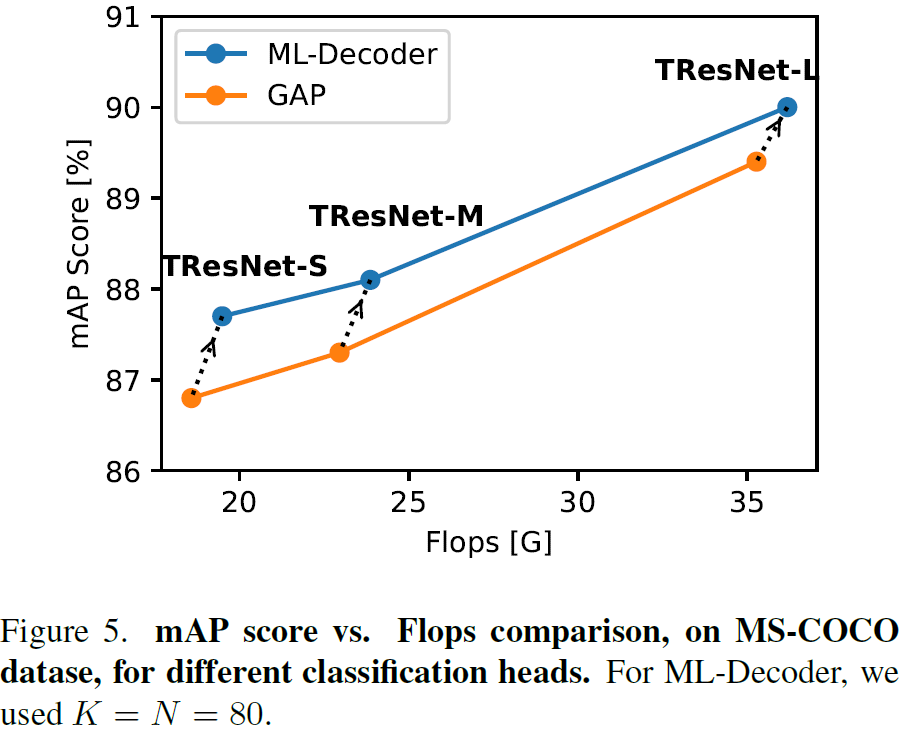 91
90
89
88
87
86
mAP Score [%]
ML-Decoder
GAP
TResNet-L
TResNet-M
TResNet-S
20 25 30 35
Flops [G]
Figure 5. mAP score vs. Flops comparison, on MS-COCO
datase, for different classification heads. For ML-Decoder, we
used K = N = 80.